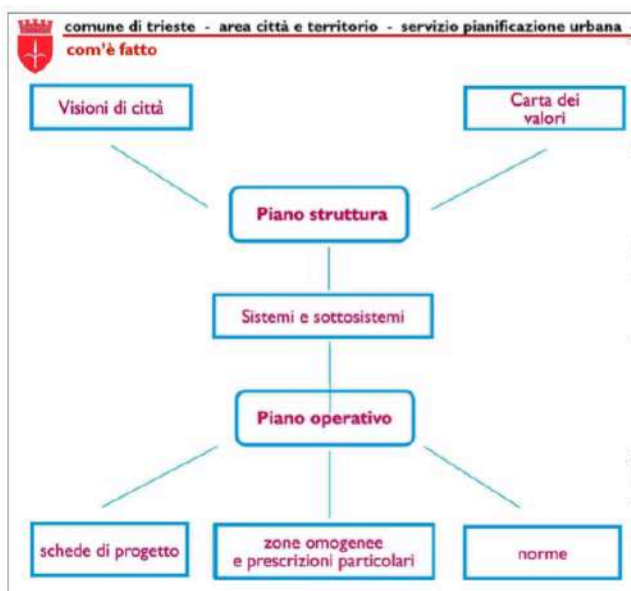 comune di trieste - area città e territorio - servizio pianificazione urbana -
com'è fatto
Visioni di città
Carta dei
valori
Piano struttura
Sistemi e sottosistemi
Piano operativo
schede di progetto
zone omogenee
e prescrizioni particolari
norme